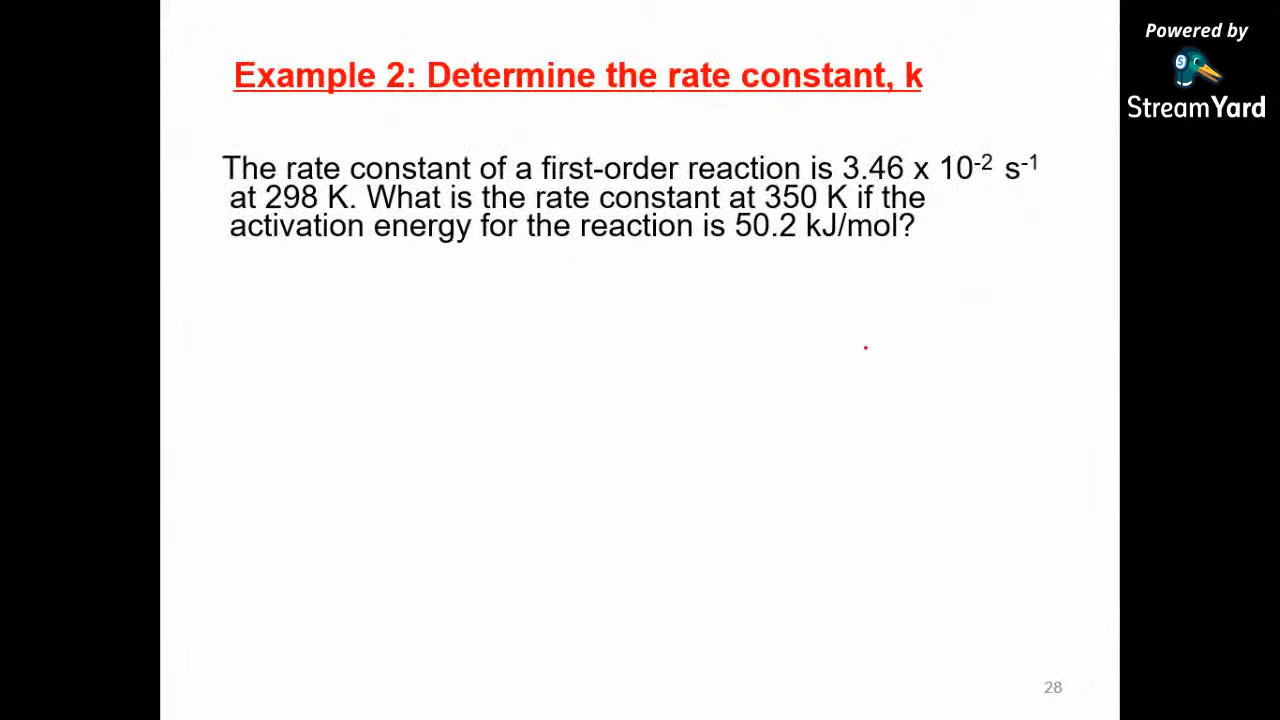 Powered by
StreamYard
Example 2: Determine the rate constant, k
The rate constant of a first-order reaction is 3.46 x 10⁻² s⁻¹
at 298 K. What is the rate constant at 350 K if the
activation energy for the reaction is 50.2 kJ/mol?
28